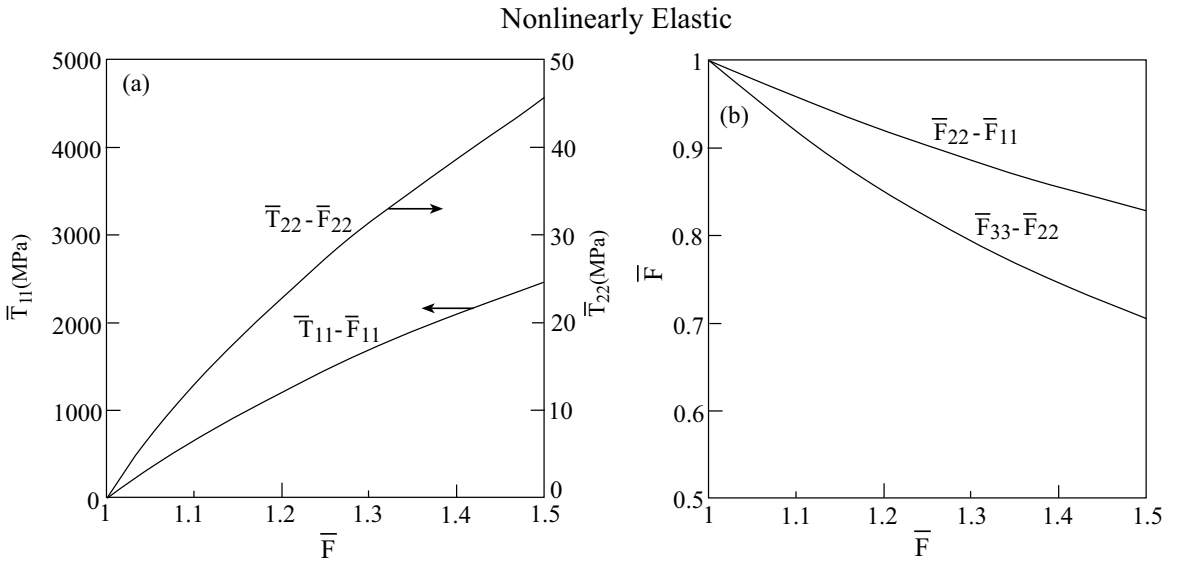 Nonlinearly Elastic
5000
4000
3000
2000
1000
0
T̅11(MPa)
(a)
T̅22-F̅22
T̅11-F̅11
50
40
30
20
10
0
T̅22(MPa)
1
1.1
1.2
1.3
1.4
1.5
F̅
1
0.9
0.8
0.7
0.6
0.5
F̅
(b)
F̅22-F̅11
F̅33-F̅22
1
1.1
1.2
1.3
1.4
1.5
F̅